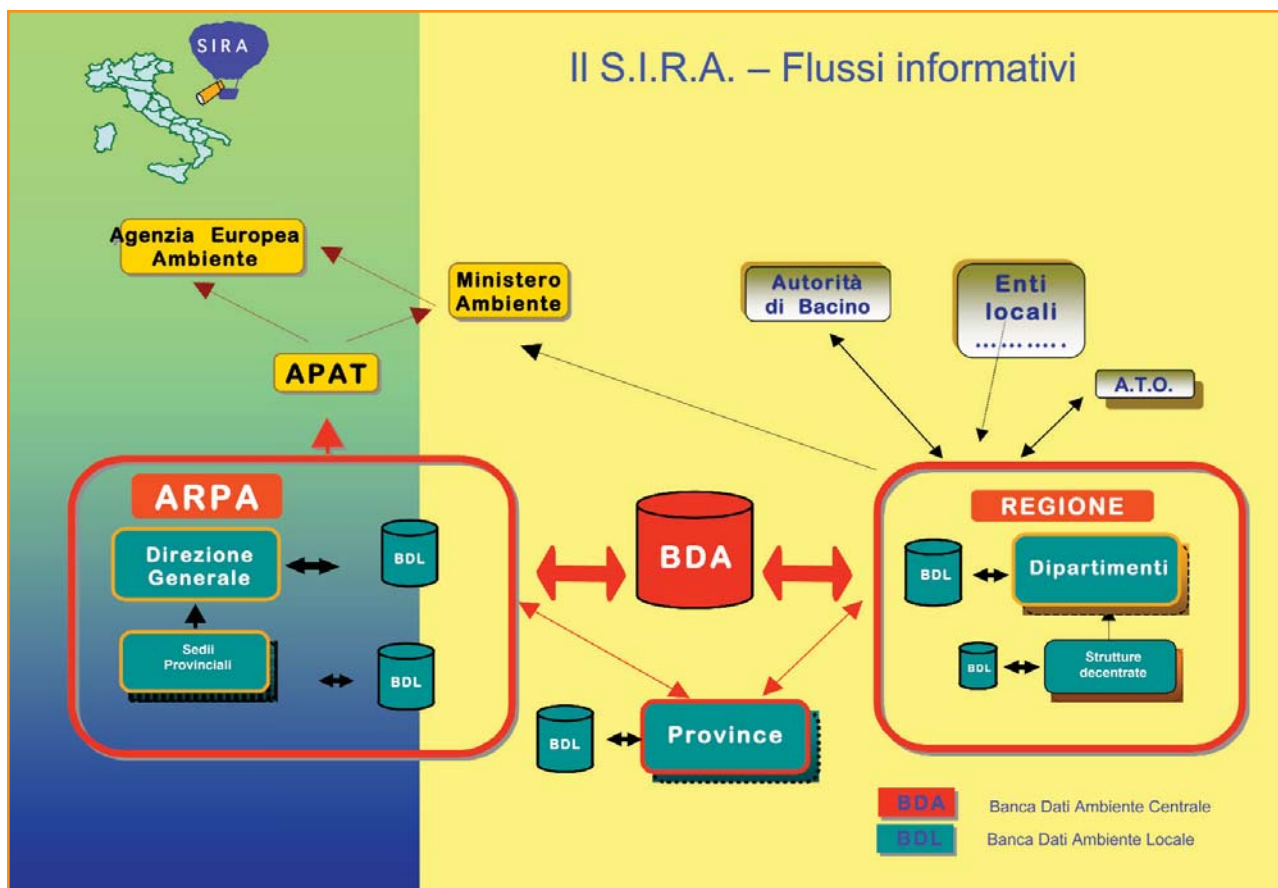 SIRA
Il S.I.R.A. – Flussi informativi
Agenzia Europea
Ambiente
Ministero
Ambiente
Autorità
di Bacino
Enti
locali
...........
APAT
A.T.O.
ARPA
Direzione
Generale
BDL
Sedii
Provinciali
BDL
BDA
REGIONE
BDL
Dipartimenti
BDL
Strutture
decentrate
BDL
Province
BDA
Banca Dati Ambiente Centrale
BDL
Banca Dati Ambiente Locale